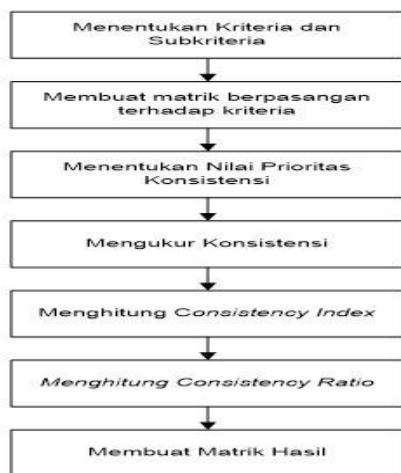 Menentukan Kriteria dan
Subkriteria
Membuat matrik berpasangan
terhadap kriteria
Menentukan Nilai Prioritas
Konsistensi
Mengukur Konsistensi
Menghitung Consistency Index
Menghitung Consistency Ratio
Membuat Matrik Hasil